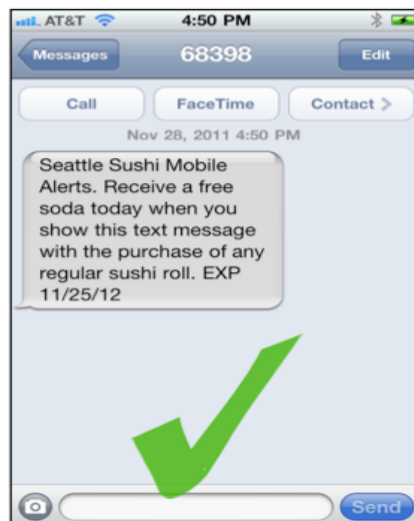 AT&T 4:50 PM
Messages 68398 Edit
Call FaceTime Contact >
Nov 28, 2011 4:50 PM
Seattle Sushi Mobile
Alerts. Receive a free
soda today when you
show this text message
with the purchase of any
regular sushi roll. EXP
11/25/12
Send